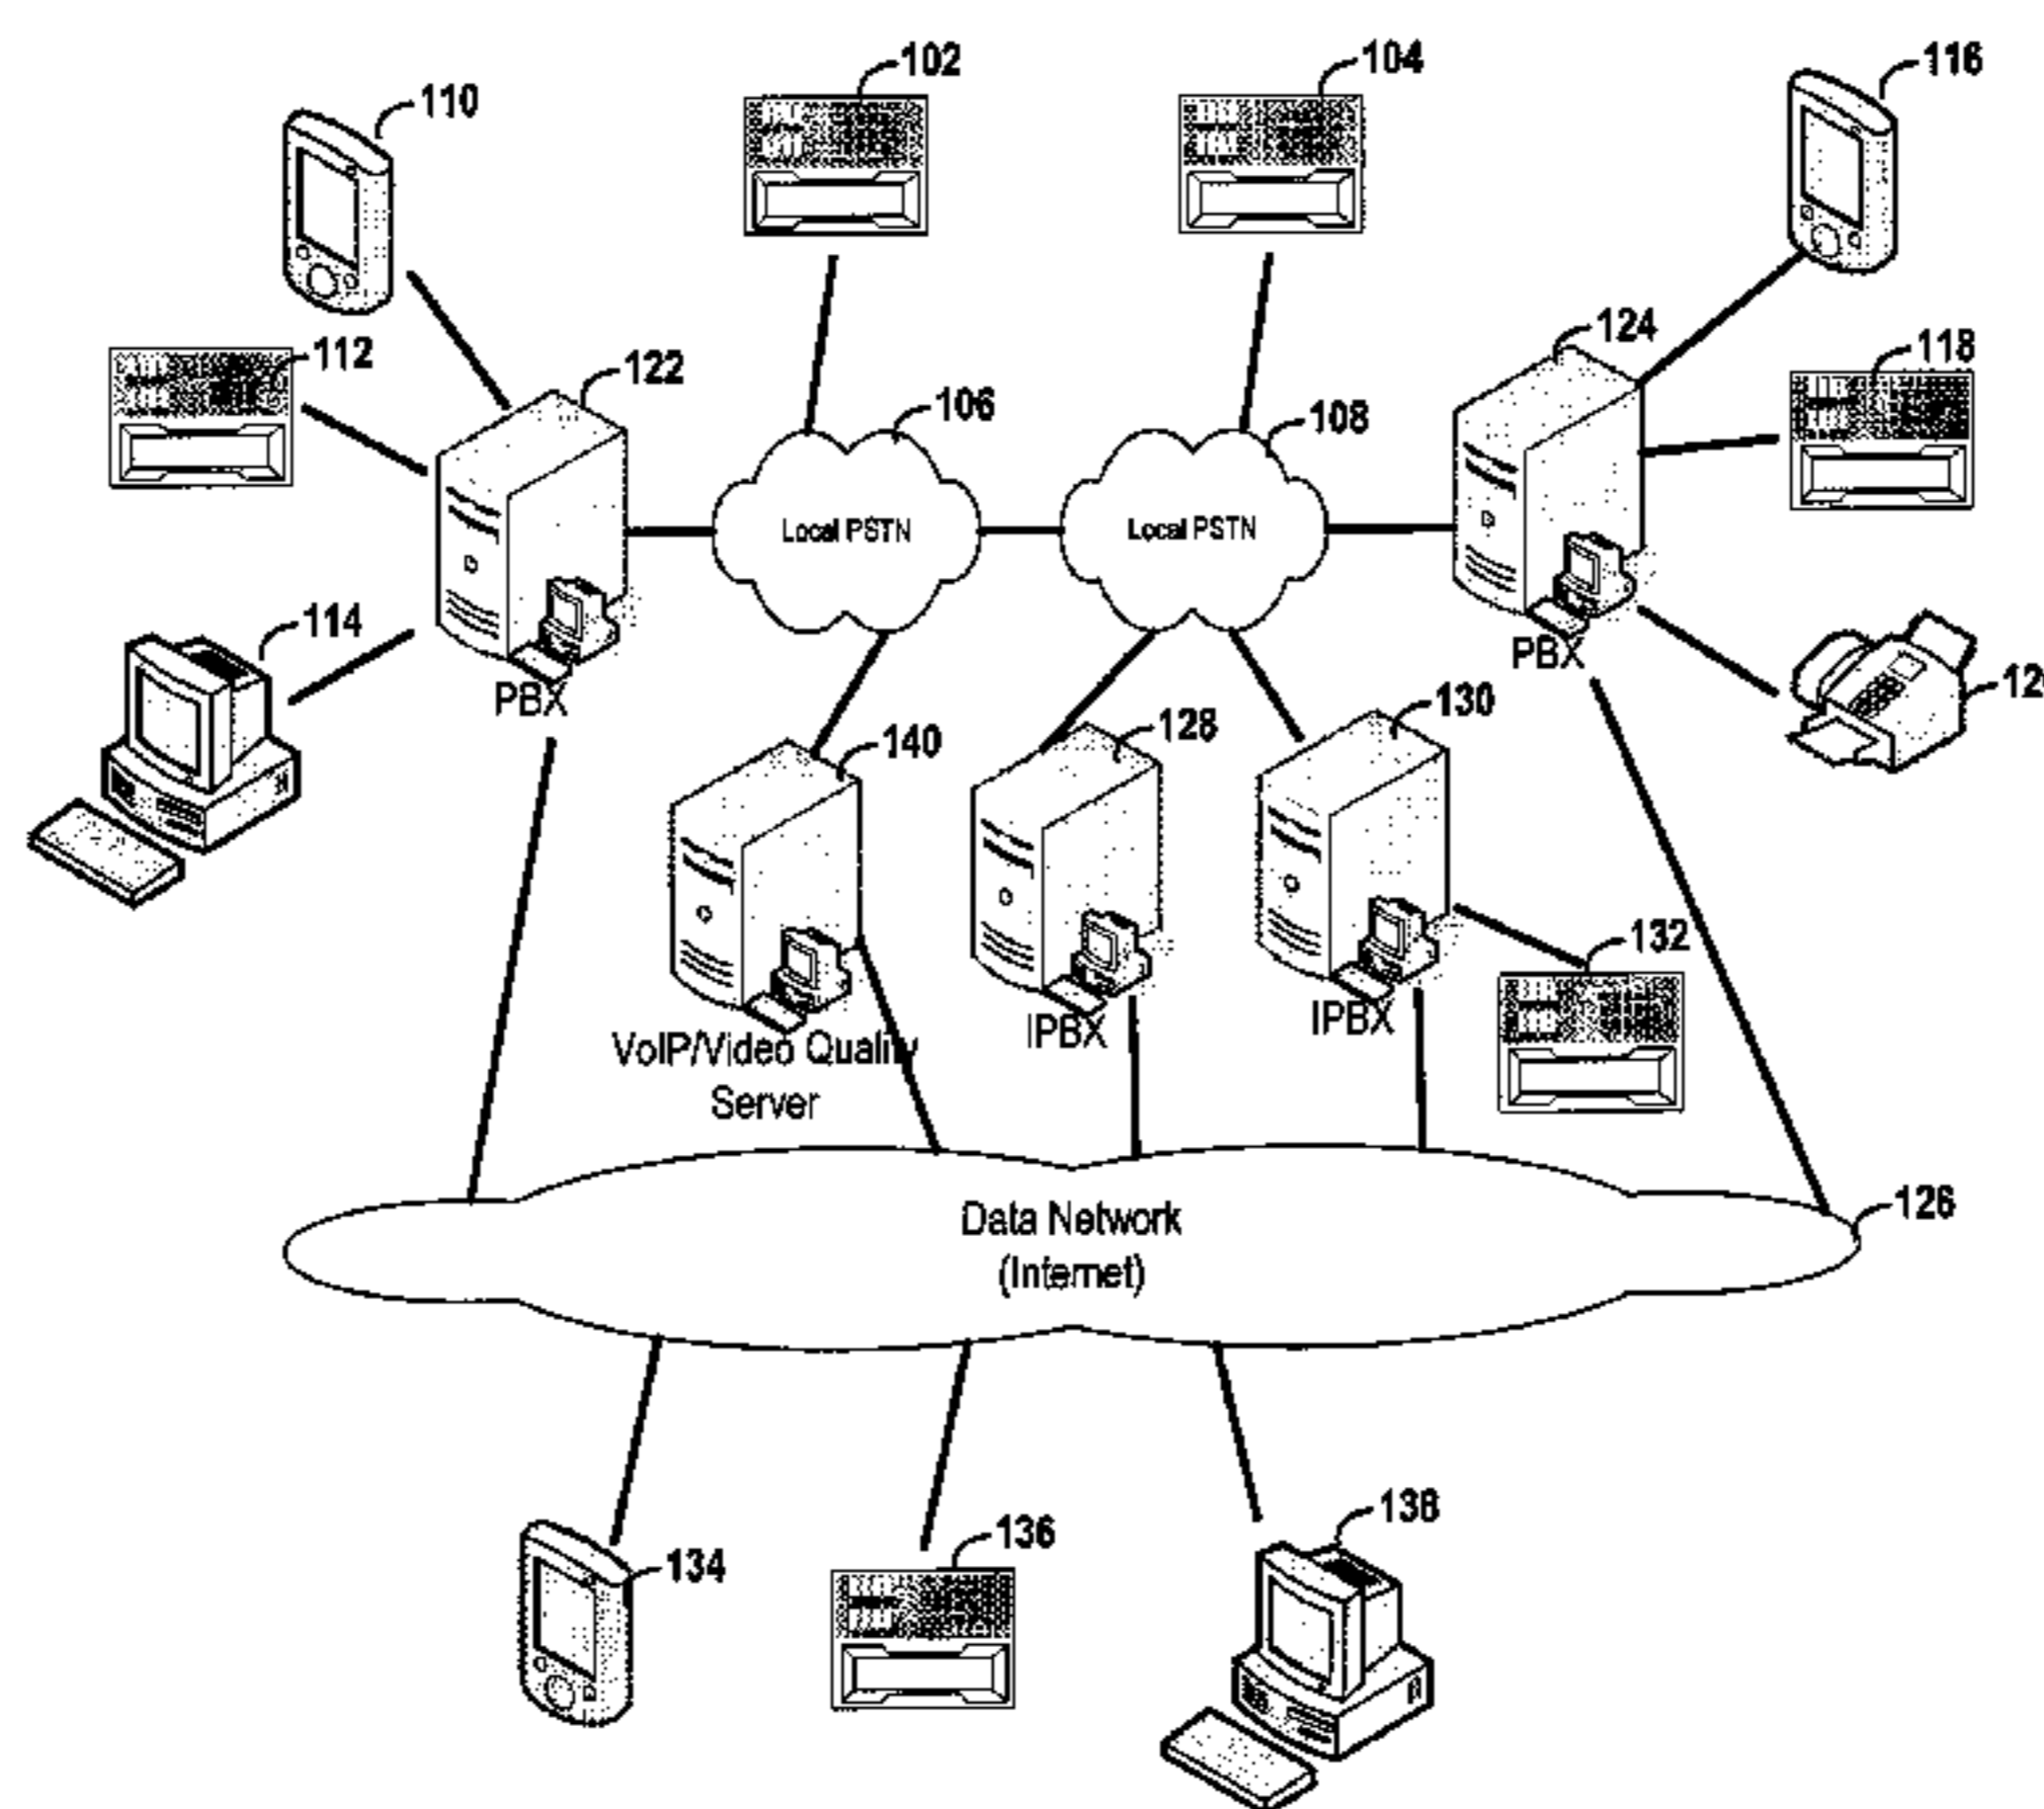 102
104
116
110
124
112
122
118
106
108
Local PSTN
Local PSTN
114
PBX
PBX
130
128
140
132
IPBX
IPBX
VoIP/Video Quality
Server
126
Data Network
(Internet)
138
136
134